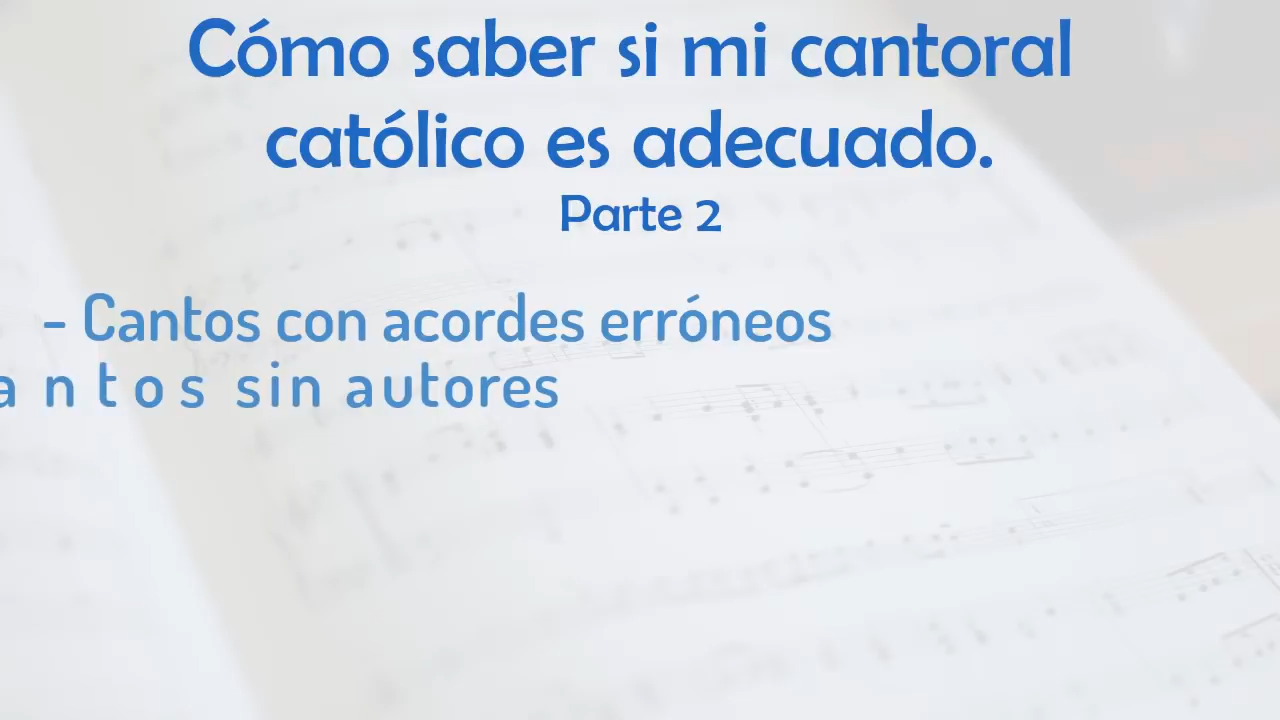 Cómo saber si mi cantoral
católico es adecuado.
Parte 2
- Cantos con acordes erróneos
antos sin autores